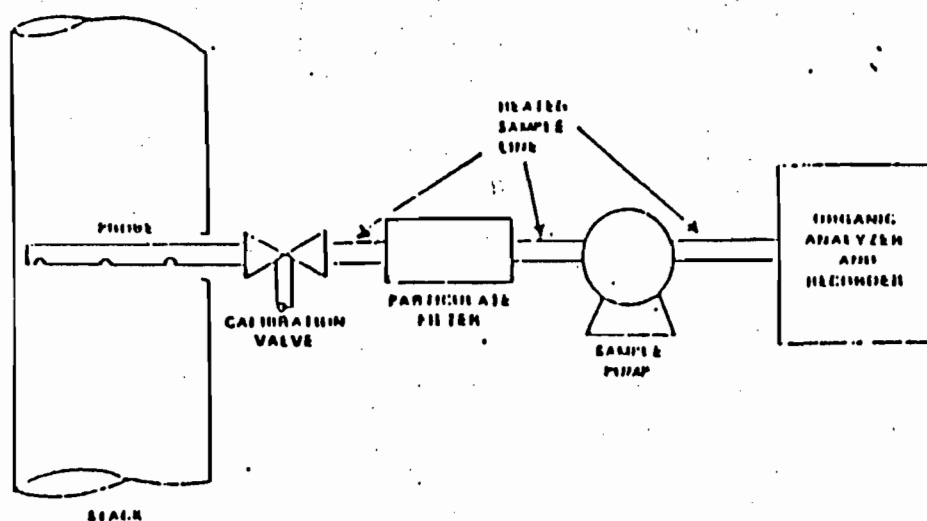 HEATED
SAMPLE
LINE
PROBE
ORGANIC
ANALYZER
AND
RECORDER
CALIBRATION
VALVE
PARTICULATE
FILTER
SAMPLE
PUMP
STACK